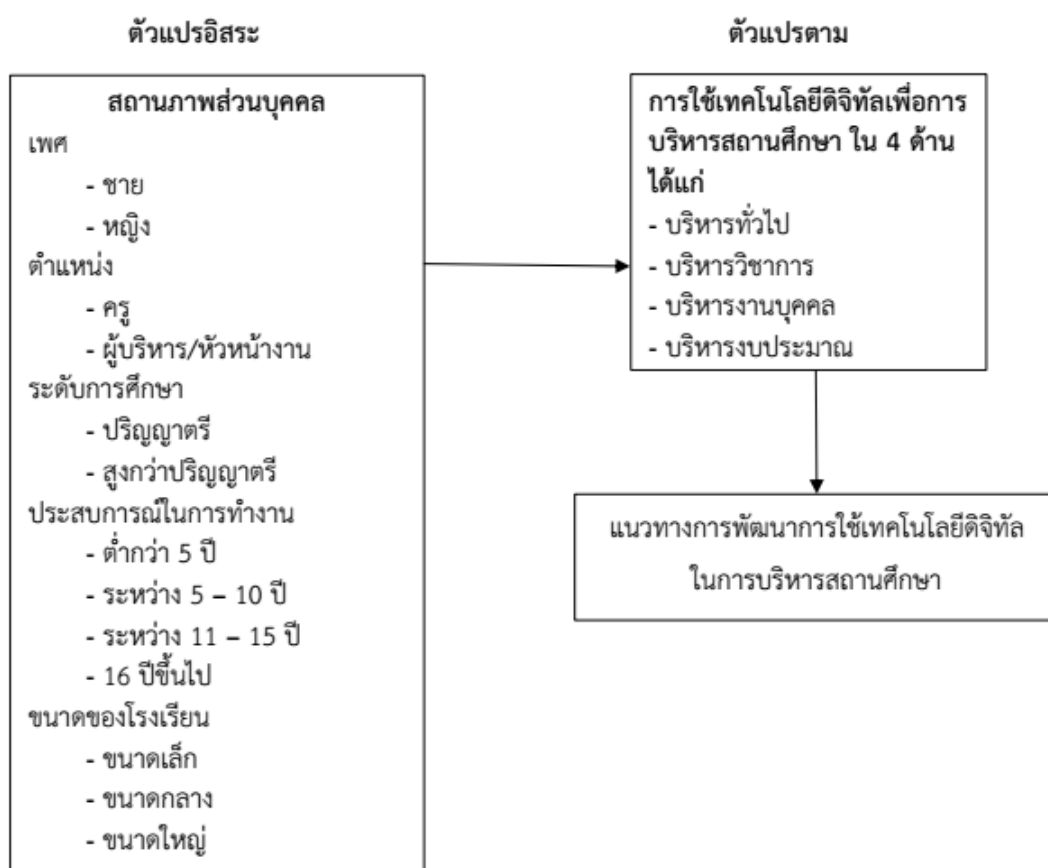 ตัวแปรอิสระ
ตัวแปรตาม
สถานภาพส่วนบุคคล
เพศ
- ชาย
- หญิง
ตำแหน่ง
- ครู
- ผู้บริหาร/หัวหน้างาน
ระดับการศึกษา
- ปริญญาตรี
- สูงกว่าปริญญาตรี
ประสบการณ์ในการทำงาน
- ต่ำกว่า 5 ปี
- ระหว่าง 5 – 10 ปี
- ระหว่าง 11 – 15 ปี
- 16 ปีขึ้นไป
ขนาดของโรงเรียน
- ขนาดเล็ก
- ขนาดกลาง
- ขนาดใหญ่
การใช้เทคโนโลยีดิจิทัลเพื่อการ
บริหารสถานศึกษา ใน 4 ด้าน
ได้แก่
- บริหารทั่วไป
- บริหารวิชาการ
- บริหารงานบุคคล
- บริหารงบประมาณ
แนวทางการพัฒนาการใช้เทคโนโลยีดิจิทัล
ในการบริหารสถานศึกษา